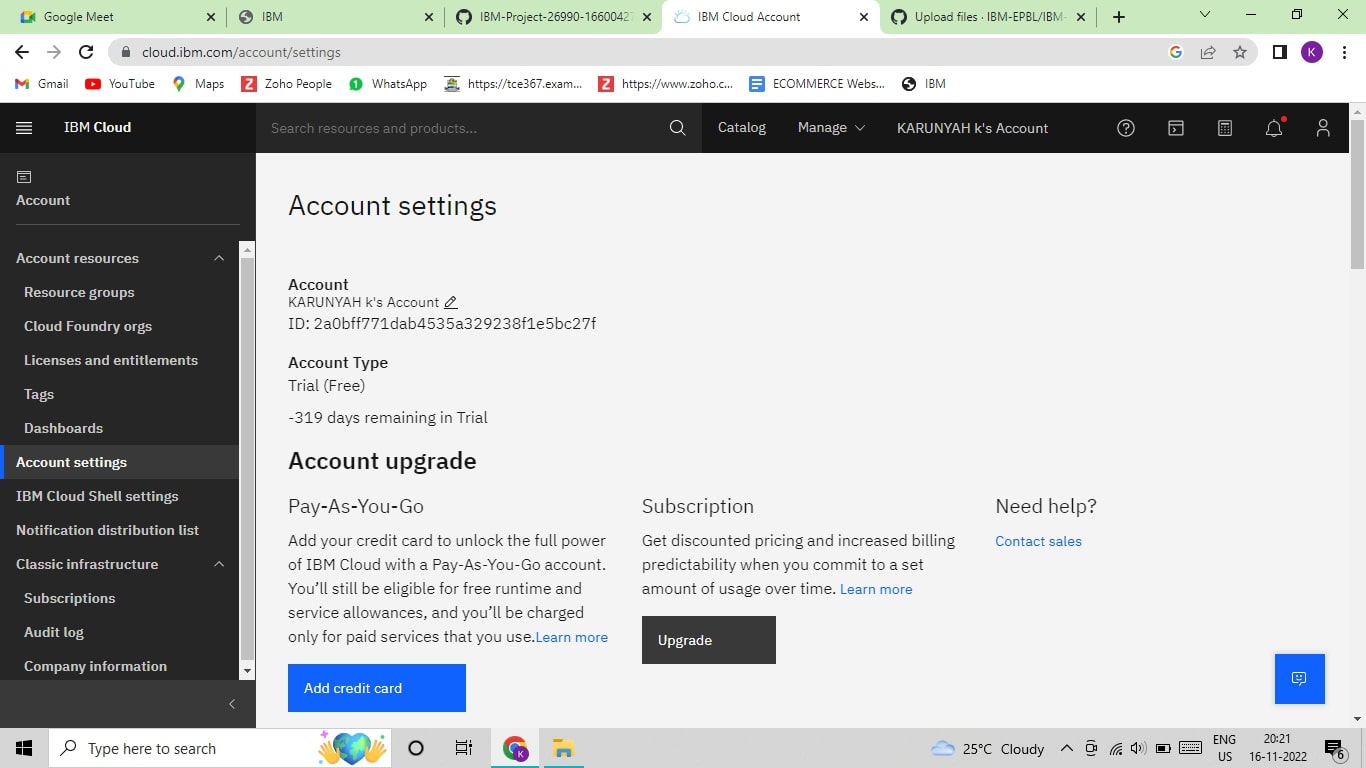 Google Meet
IBM
IBM-Project-26990-1660042
IBM Cloud Account
Upload files · IBM-EPBL/IBM-
cloud.ibm.com/account/settings
K
Gmail
YouTube
Maps
Zoho People
WhatsApp
https://tce367.exam...
https://www.zoho.c...
ECOMMERCE Webs...
IBM
IBM Cloud
Search resources and products...
Catalog
Manage
KARUNYAH k's Account
Account
Account resources
Resource groups
Cloud Foundry orgs
Licenses and entitlements
Tags
Dashboards
Account settings
IBM Cloud Shell settings
Notification distribution list
Classic infrastructure
Subscriptions
Audit log
Company information
Account settings
Account
KARUNYAH k's Account
ID: 2a0bff771dab4535a329238f1e5bc27f
Account Type
Trial (Free)
-319 days remaining in Trial
Account upgrade
Pay-As-You-Go
Add your credit card to unlock the full power
of IBM Cloud with a Pay-As-You-Go account.
You’ll still be eligible for free runtime and
service allowances, and you’ll be charged
only for paid services that you use.Learn more
Add credit card
Subscription
Get discounted pricing and increased billing
predictability when you commit to a set
amount of usage over time. Learn more
Upgrade
Need help?
Contact sales
Type here to search
25°C Cloudy
ENG
US
20:21
16-11-2022
6